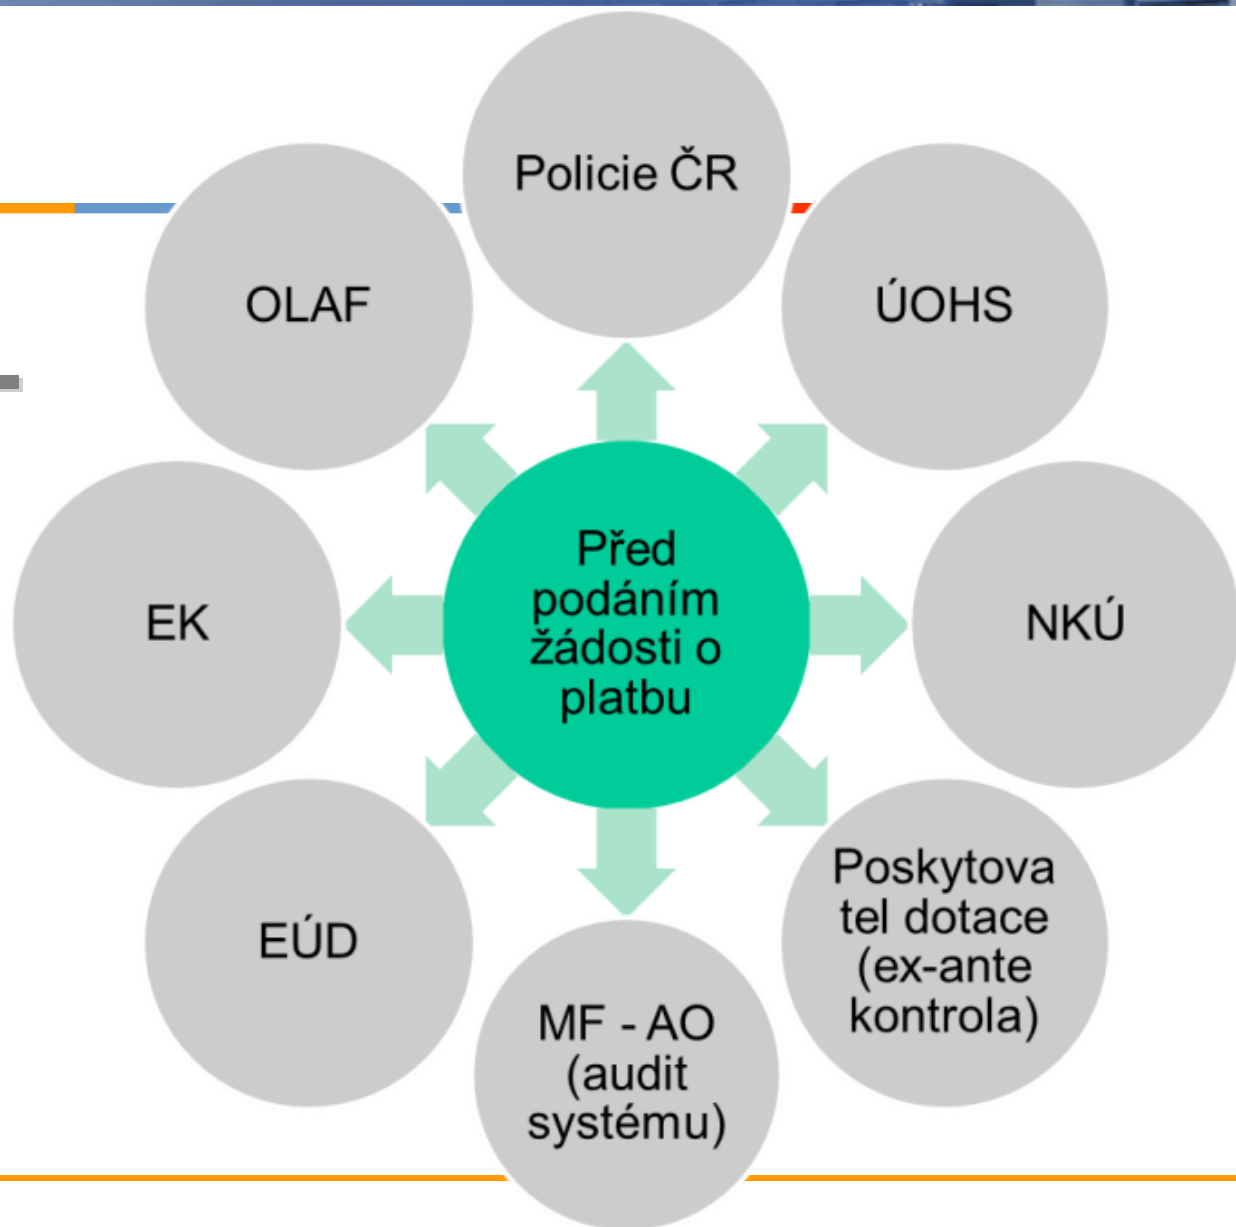 Policie ČR
OLAF
ÚOHS
Před
podáním
žádosti o
platbu
EK
NKÚ
EÚD
Poskytova
tel dotace
(ex-ante
kontrola)
MF - AO
(audit
systému)